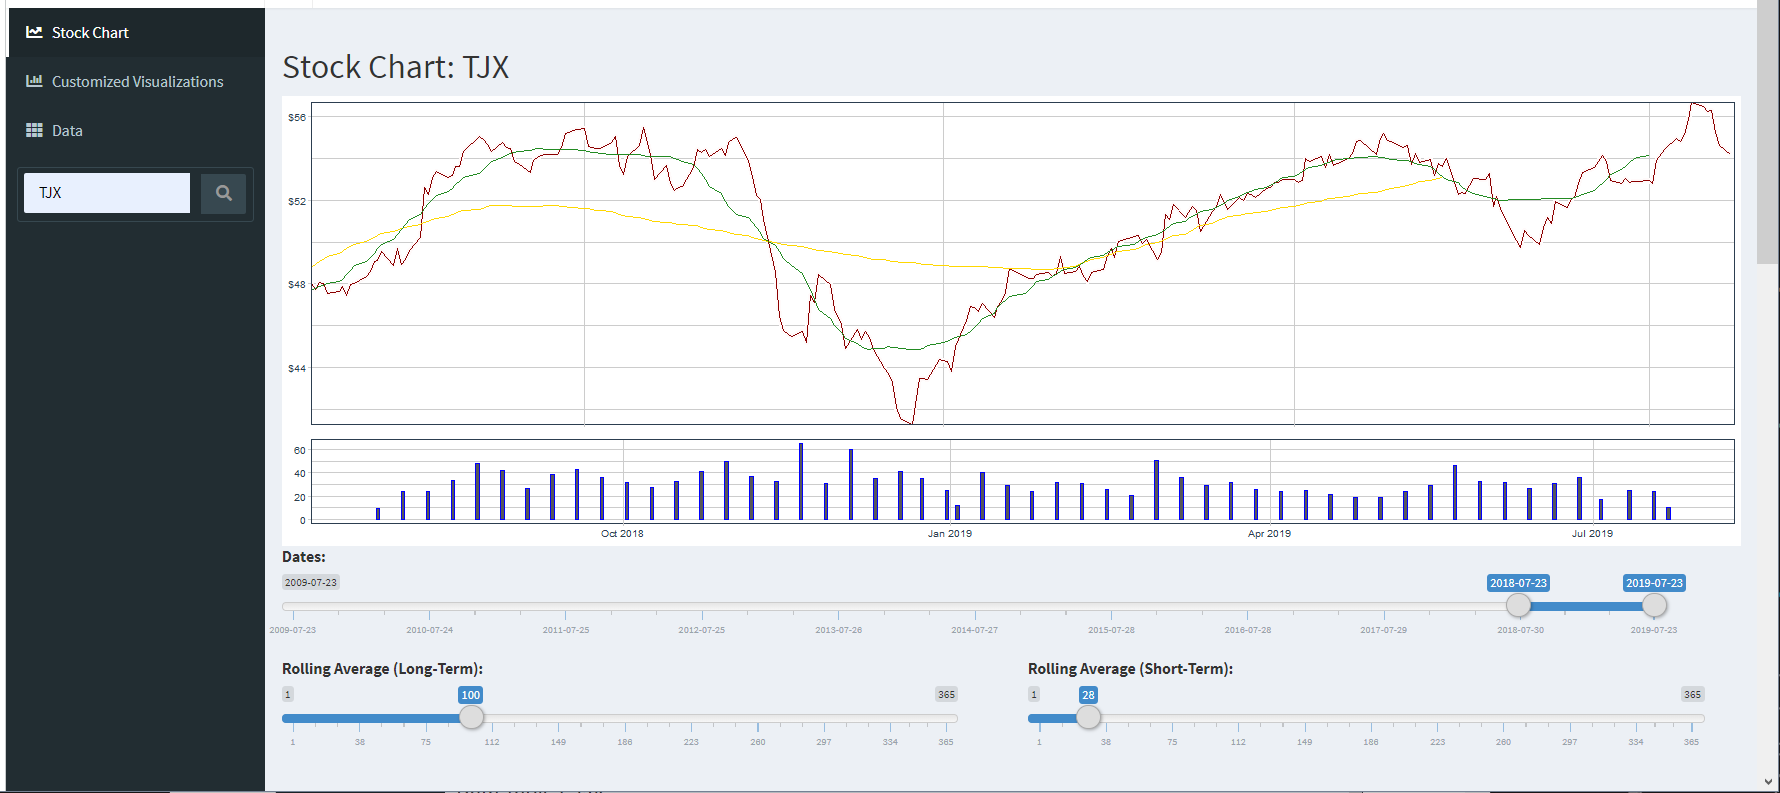 Stock Chart
Customized Visualizations
Data
TJX
Stock Chart: TJX
$56
$52
$48
$44
60
40
20
0
Oct 2018 Jan 2019 Apr 2019 Jul 2019
Dates:
2009-07-23 2018-07-23 2019-07-23
2009-07-23 2010-07-24 2011-07-25 2012-07-25 2013-07-26 2014-07-27 2015-07-28 2016-07-28 2017-07-29 2018-07-30 2019-07-23
Rolling Average (Long-Term):
1 100 365
1 38 75 112 149 186 223 260 297 334 365
Rolling Average (Short-Term):
1 28 365
1 38 75 112 149 186 223 260 297 334 365